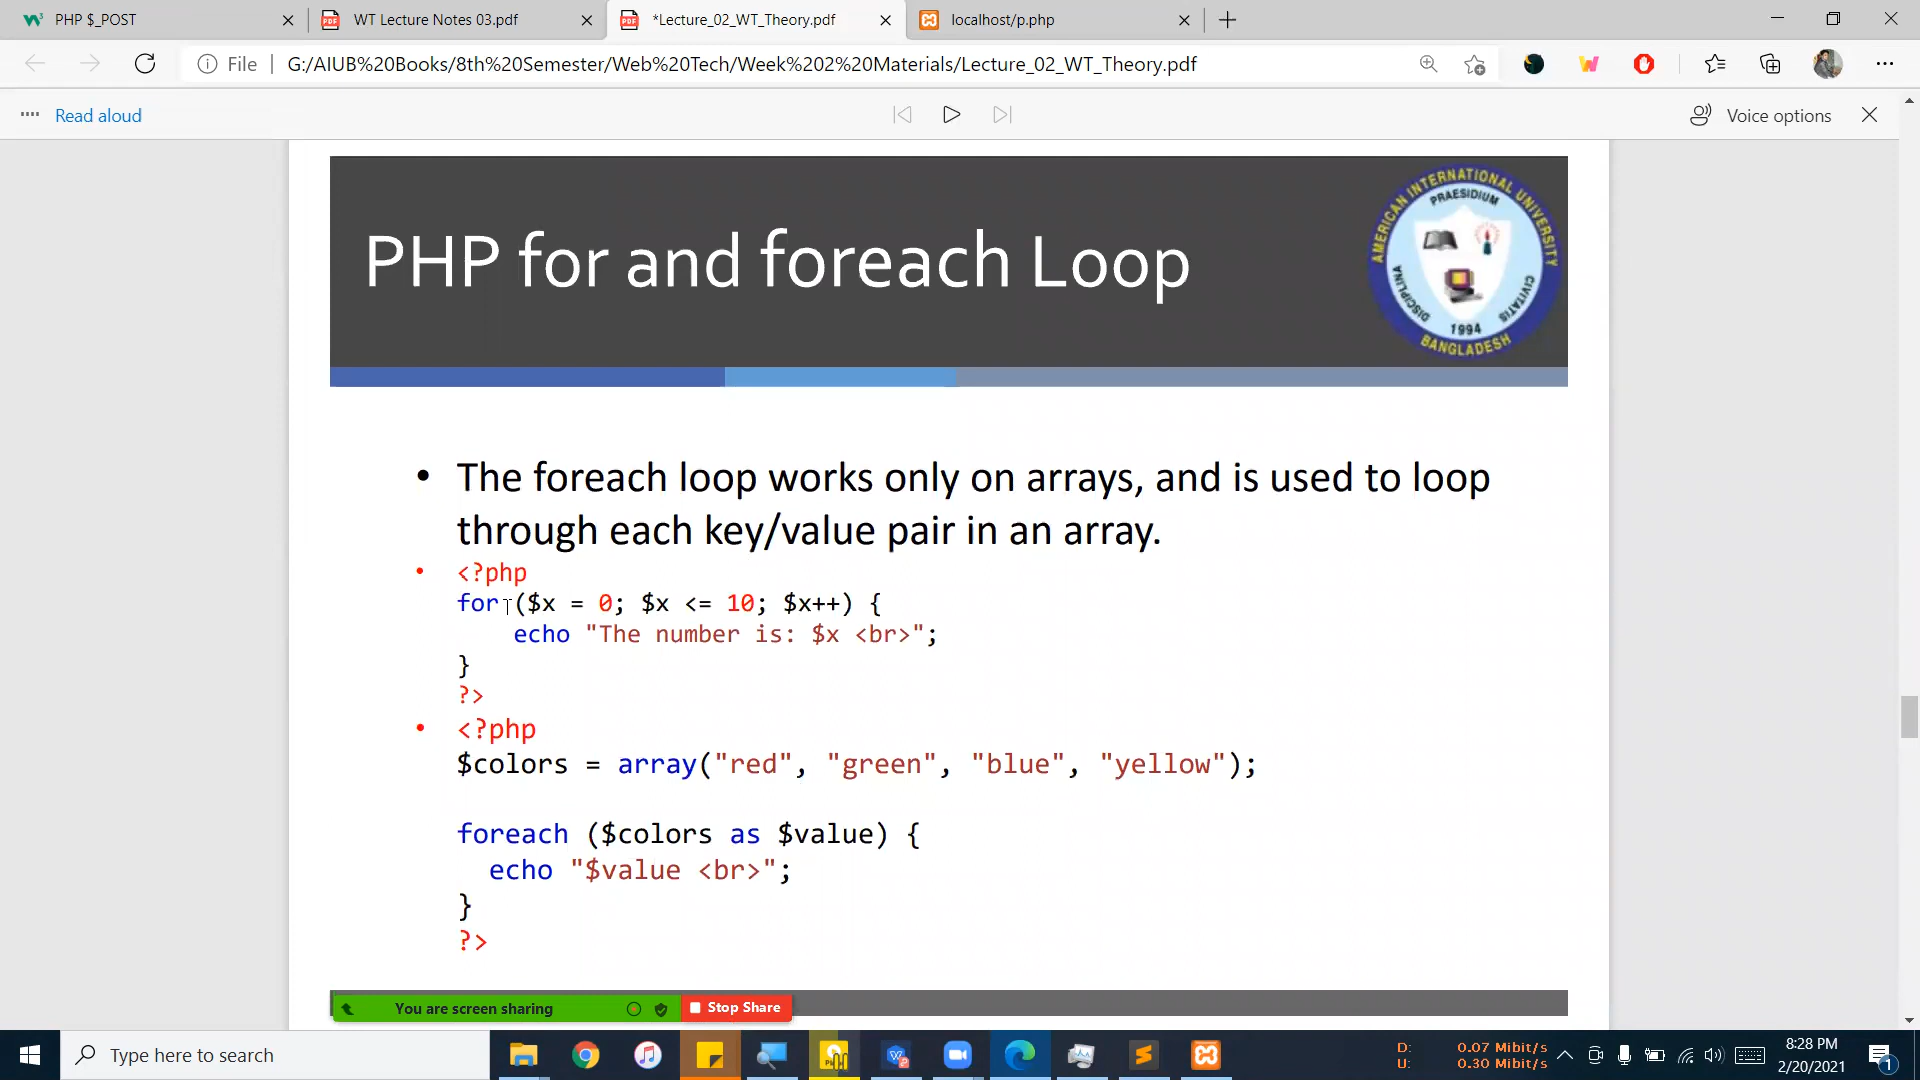 PHP $_POST
WT Lecture Notes 03.pdf
*Lecture_02_WT_Theory.pdf
localhost/p.php
File
G:/AIUB%20Books/8th%20Semester/Web%20Tech/Week%202%20Materials/Lecture_02_WT_Theory.pdf
Read aloud
Voice options
PHP for and foreach Loop
AMERICAN INTERNATIONAL UNIVERSITY
PRAESIDIUM
DISCIPLINA
CIVITATIS
1994
BANGLADESH
• The foreach loop works only on arrays, and is used to loop
through each key/value pair in an array.
• <?php
for ($x = 0; $x <= 10; $x++) {
echo "The number is: $x <br>";
}
?>
• <?php
$colors = array("red", "green", "blue", "yellow");
foreach ($colors as $value) {
echo "$value <br>";
}
?>
You are screen sharing
Stop Share
Type here to search
D: 0.07 Mibit/s
U: 0.30 Mibit/s
8:28 PM
2/20/2021
1